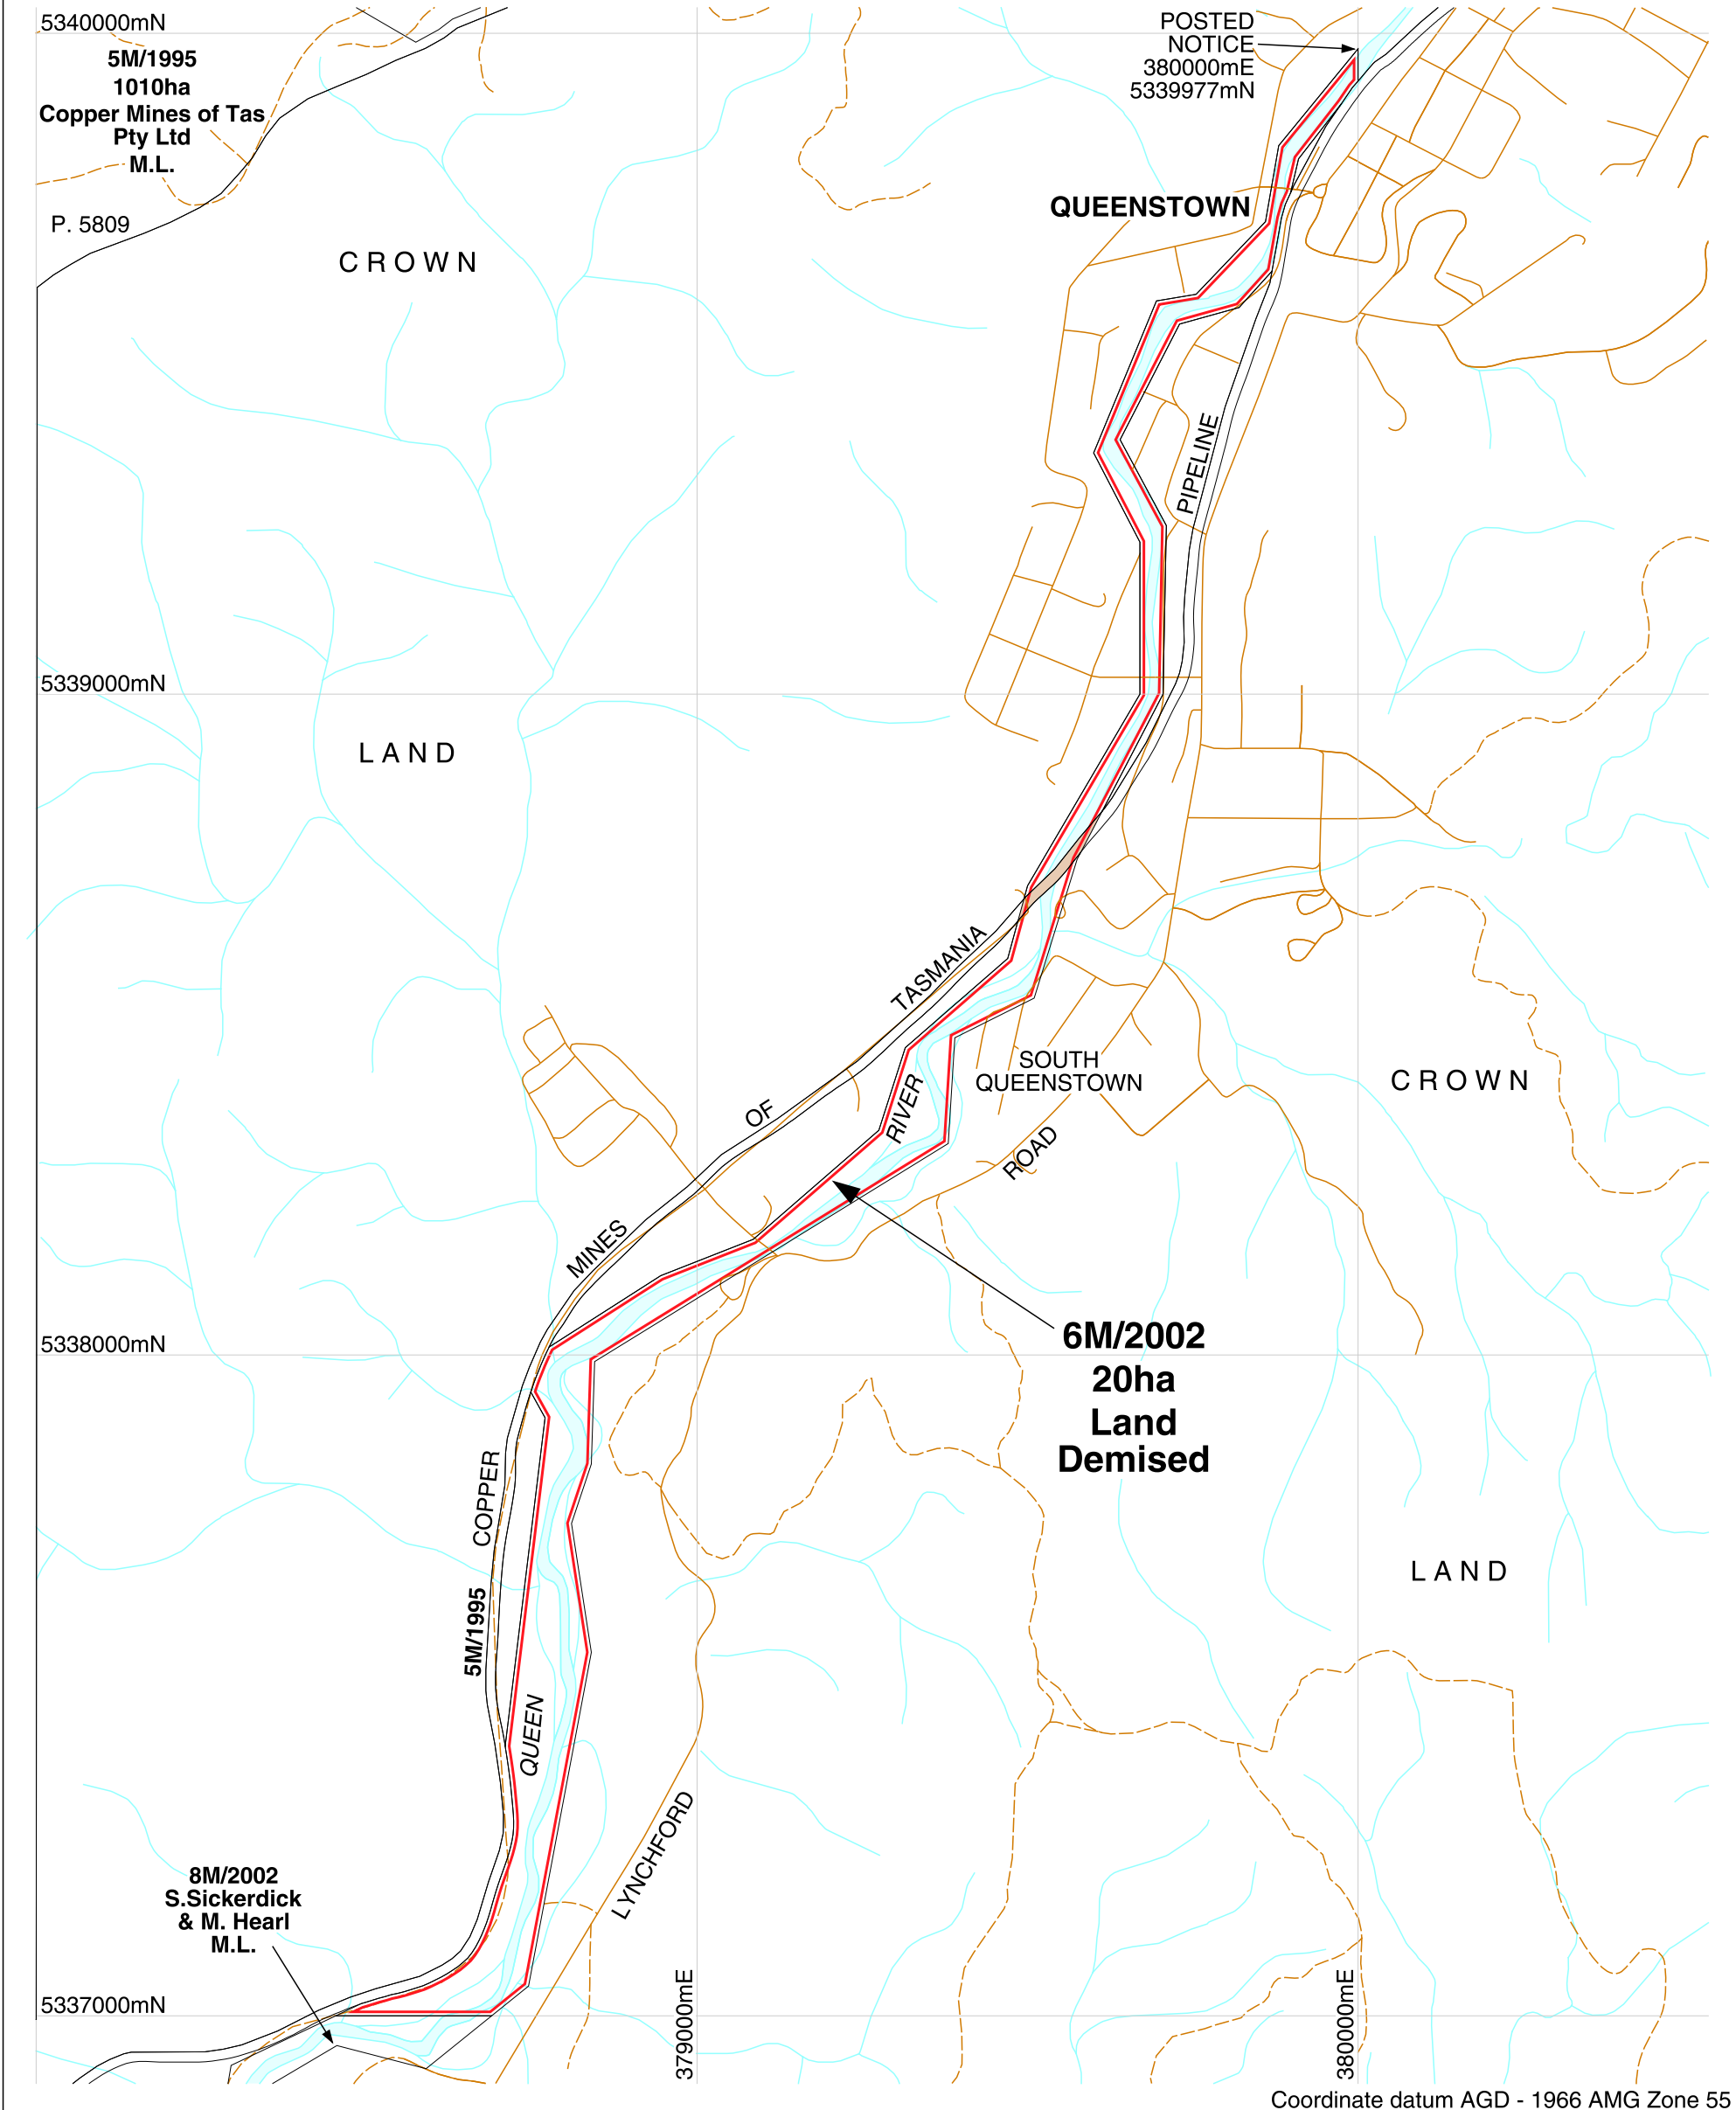 5340000mN
5M/1995
1010ha
Copper Mines of Tas
Pty Ltd
M.L.
P. 5809
POSTED
NOTICE
380000mE
5339977mN
QUEENSTOWN
CROWN
PIPELINE
5339000mN
LAND
TASMANIA
OF
MINES
COPPER
5M/1995
RIVER
SOUTH
QUEENSTOWN
ROAD
CROWN
5338000mN
6M/2002
20ha
Land
Demised
LAND
QUEEN
LYNCHFORD
8M/2002
S.Sickerdick
& M. Hearl
M.L.
5337000mN
379000mE
380000mE
Coordinate datum AGD - 1966 AMG Zone 55